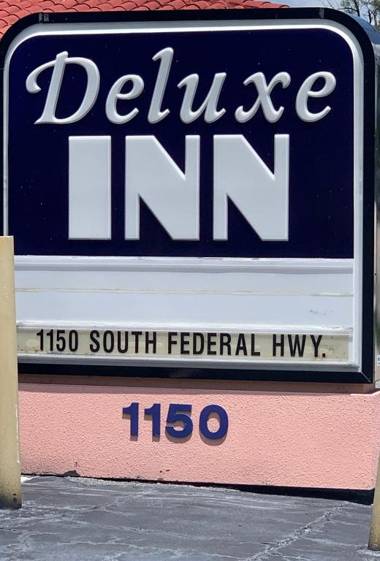 Deluxe
INN
1150 SOUTH FEDERAL HWY.
1150